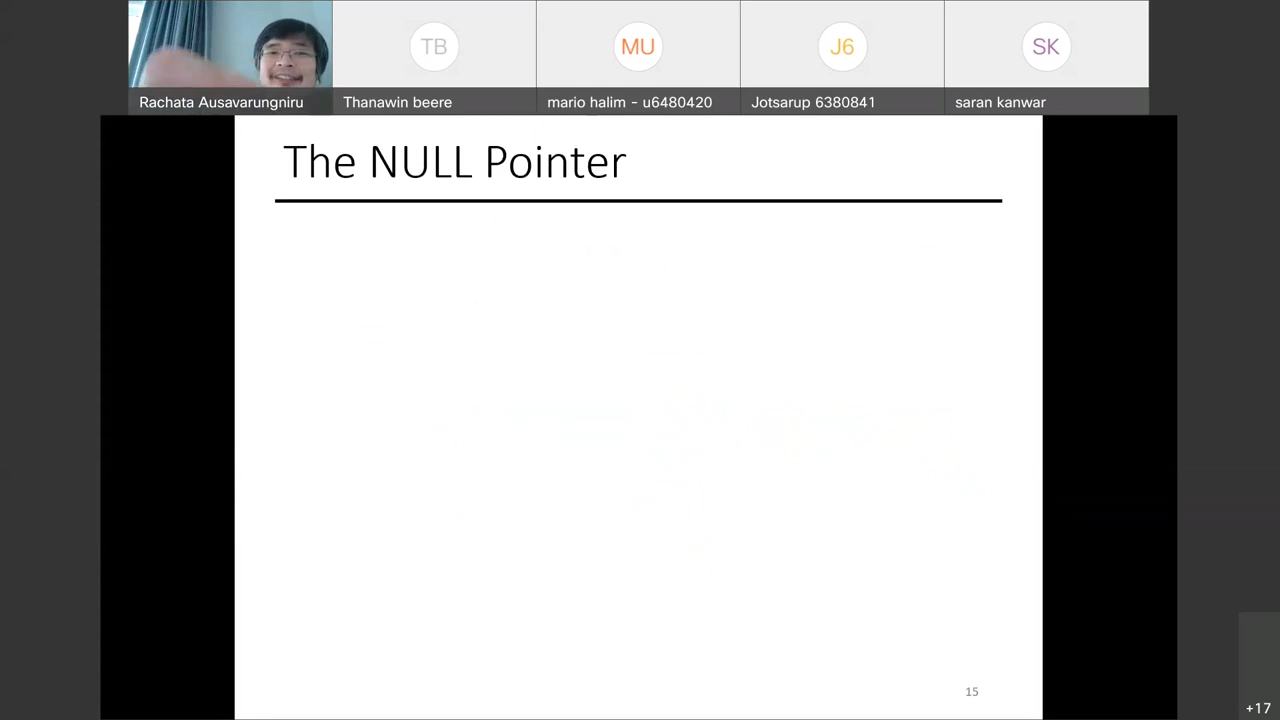 TB
MU
J6
SK
Rachata Ausavarungniru
Thanawin beere
mario halim - u6480420
Jotsarup 6380841
saran kanwar
The NULL Pointer
15
+17